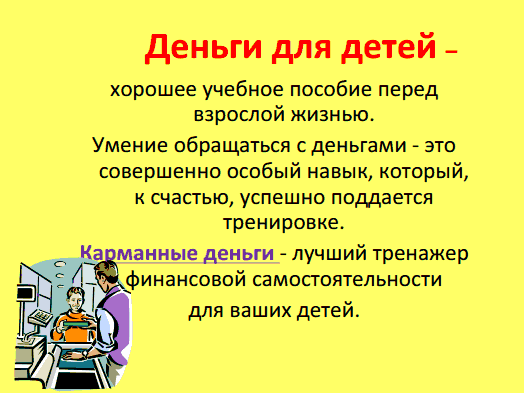 Деньги для детей –
хорошее учебное пособие перед
взрослой жизнью.
Умение обращаться с деньгами - это
совершенно особый навык, который,
к счастью, успешно поддается
тренировке.
Карманные деньги - лучший тренажер
финансовой самостоятельности
для ваших детей.